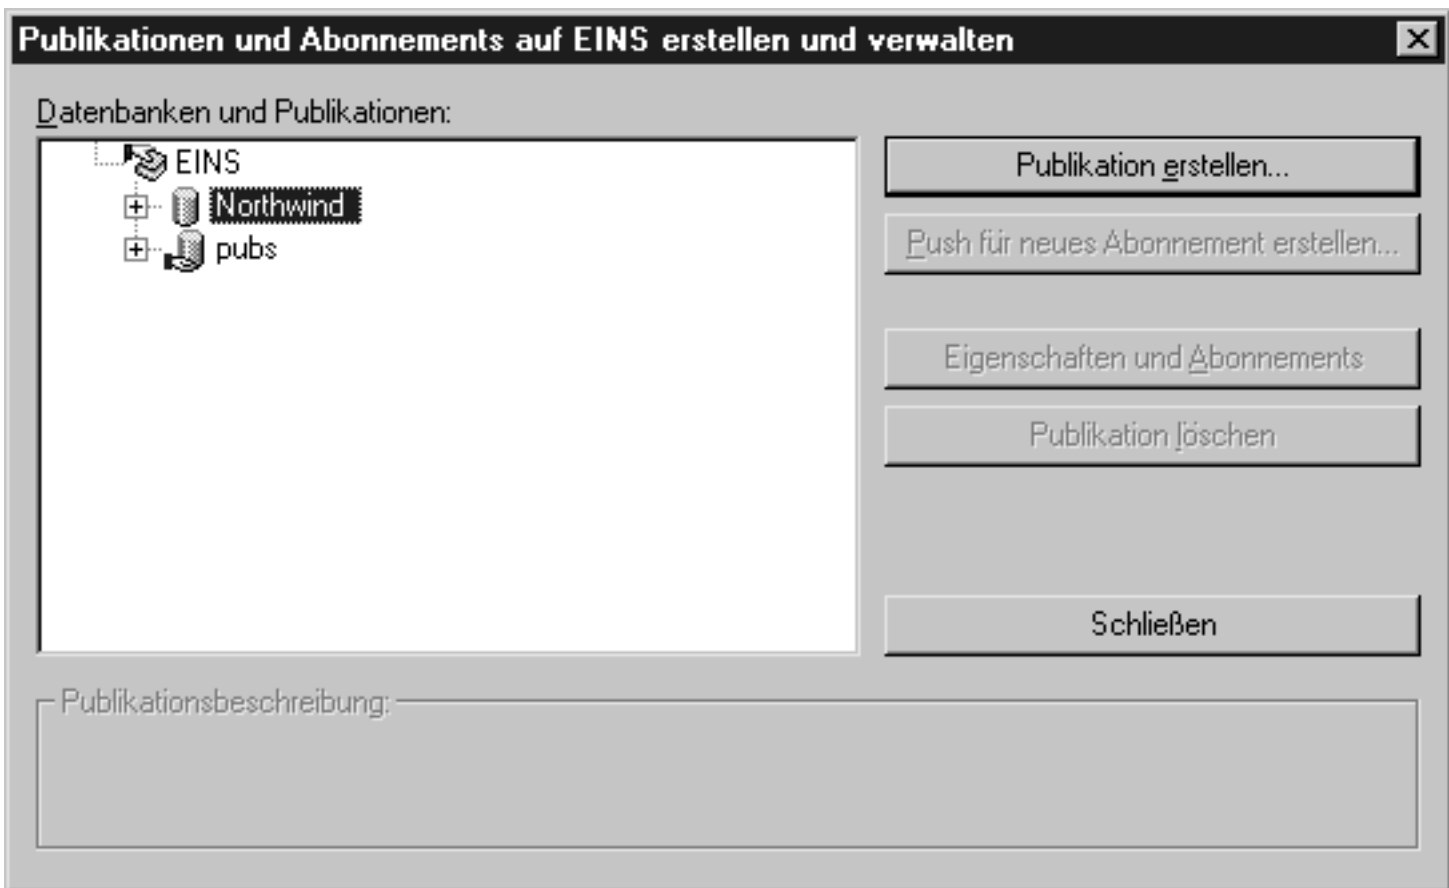 Publikationen und Abonnements auf EINS erstellen und verwalten
Datenbanken und Publikationen:
EINS
Northwind
pubs
Publikation erstellen...
Push für neues Abonnement erstellen...
Eigenschaften und Abonnements
Publikation löschen
Schließen
Publikationsbeschreibung: